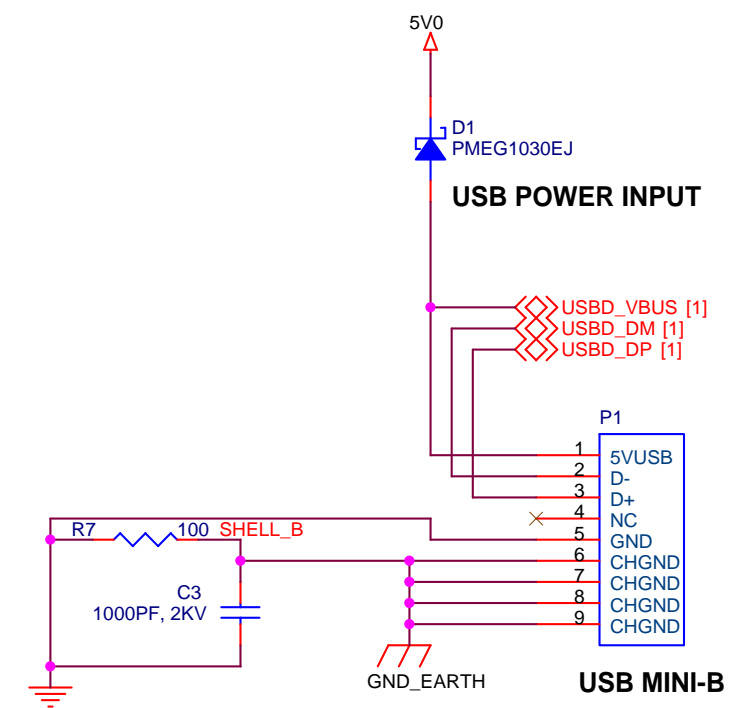 5V0
D1
PMEG1030EJ
USB POWER INPUT
USBD_VBUS [1]
USBD_DM [1]
USBD_DP [1]
P1
1 5VUSB
2 D-
3 D+
4 NC
5 GND
6 CHGND
7 CHGND
8 CHGND
9 CHGND
R7 100 SHELL_B
C3
1000PF, 2KV
GND_EARTH
USB MINI-B